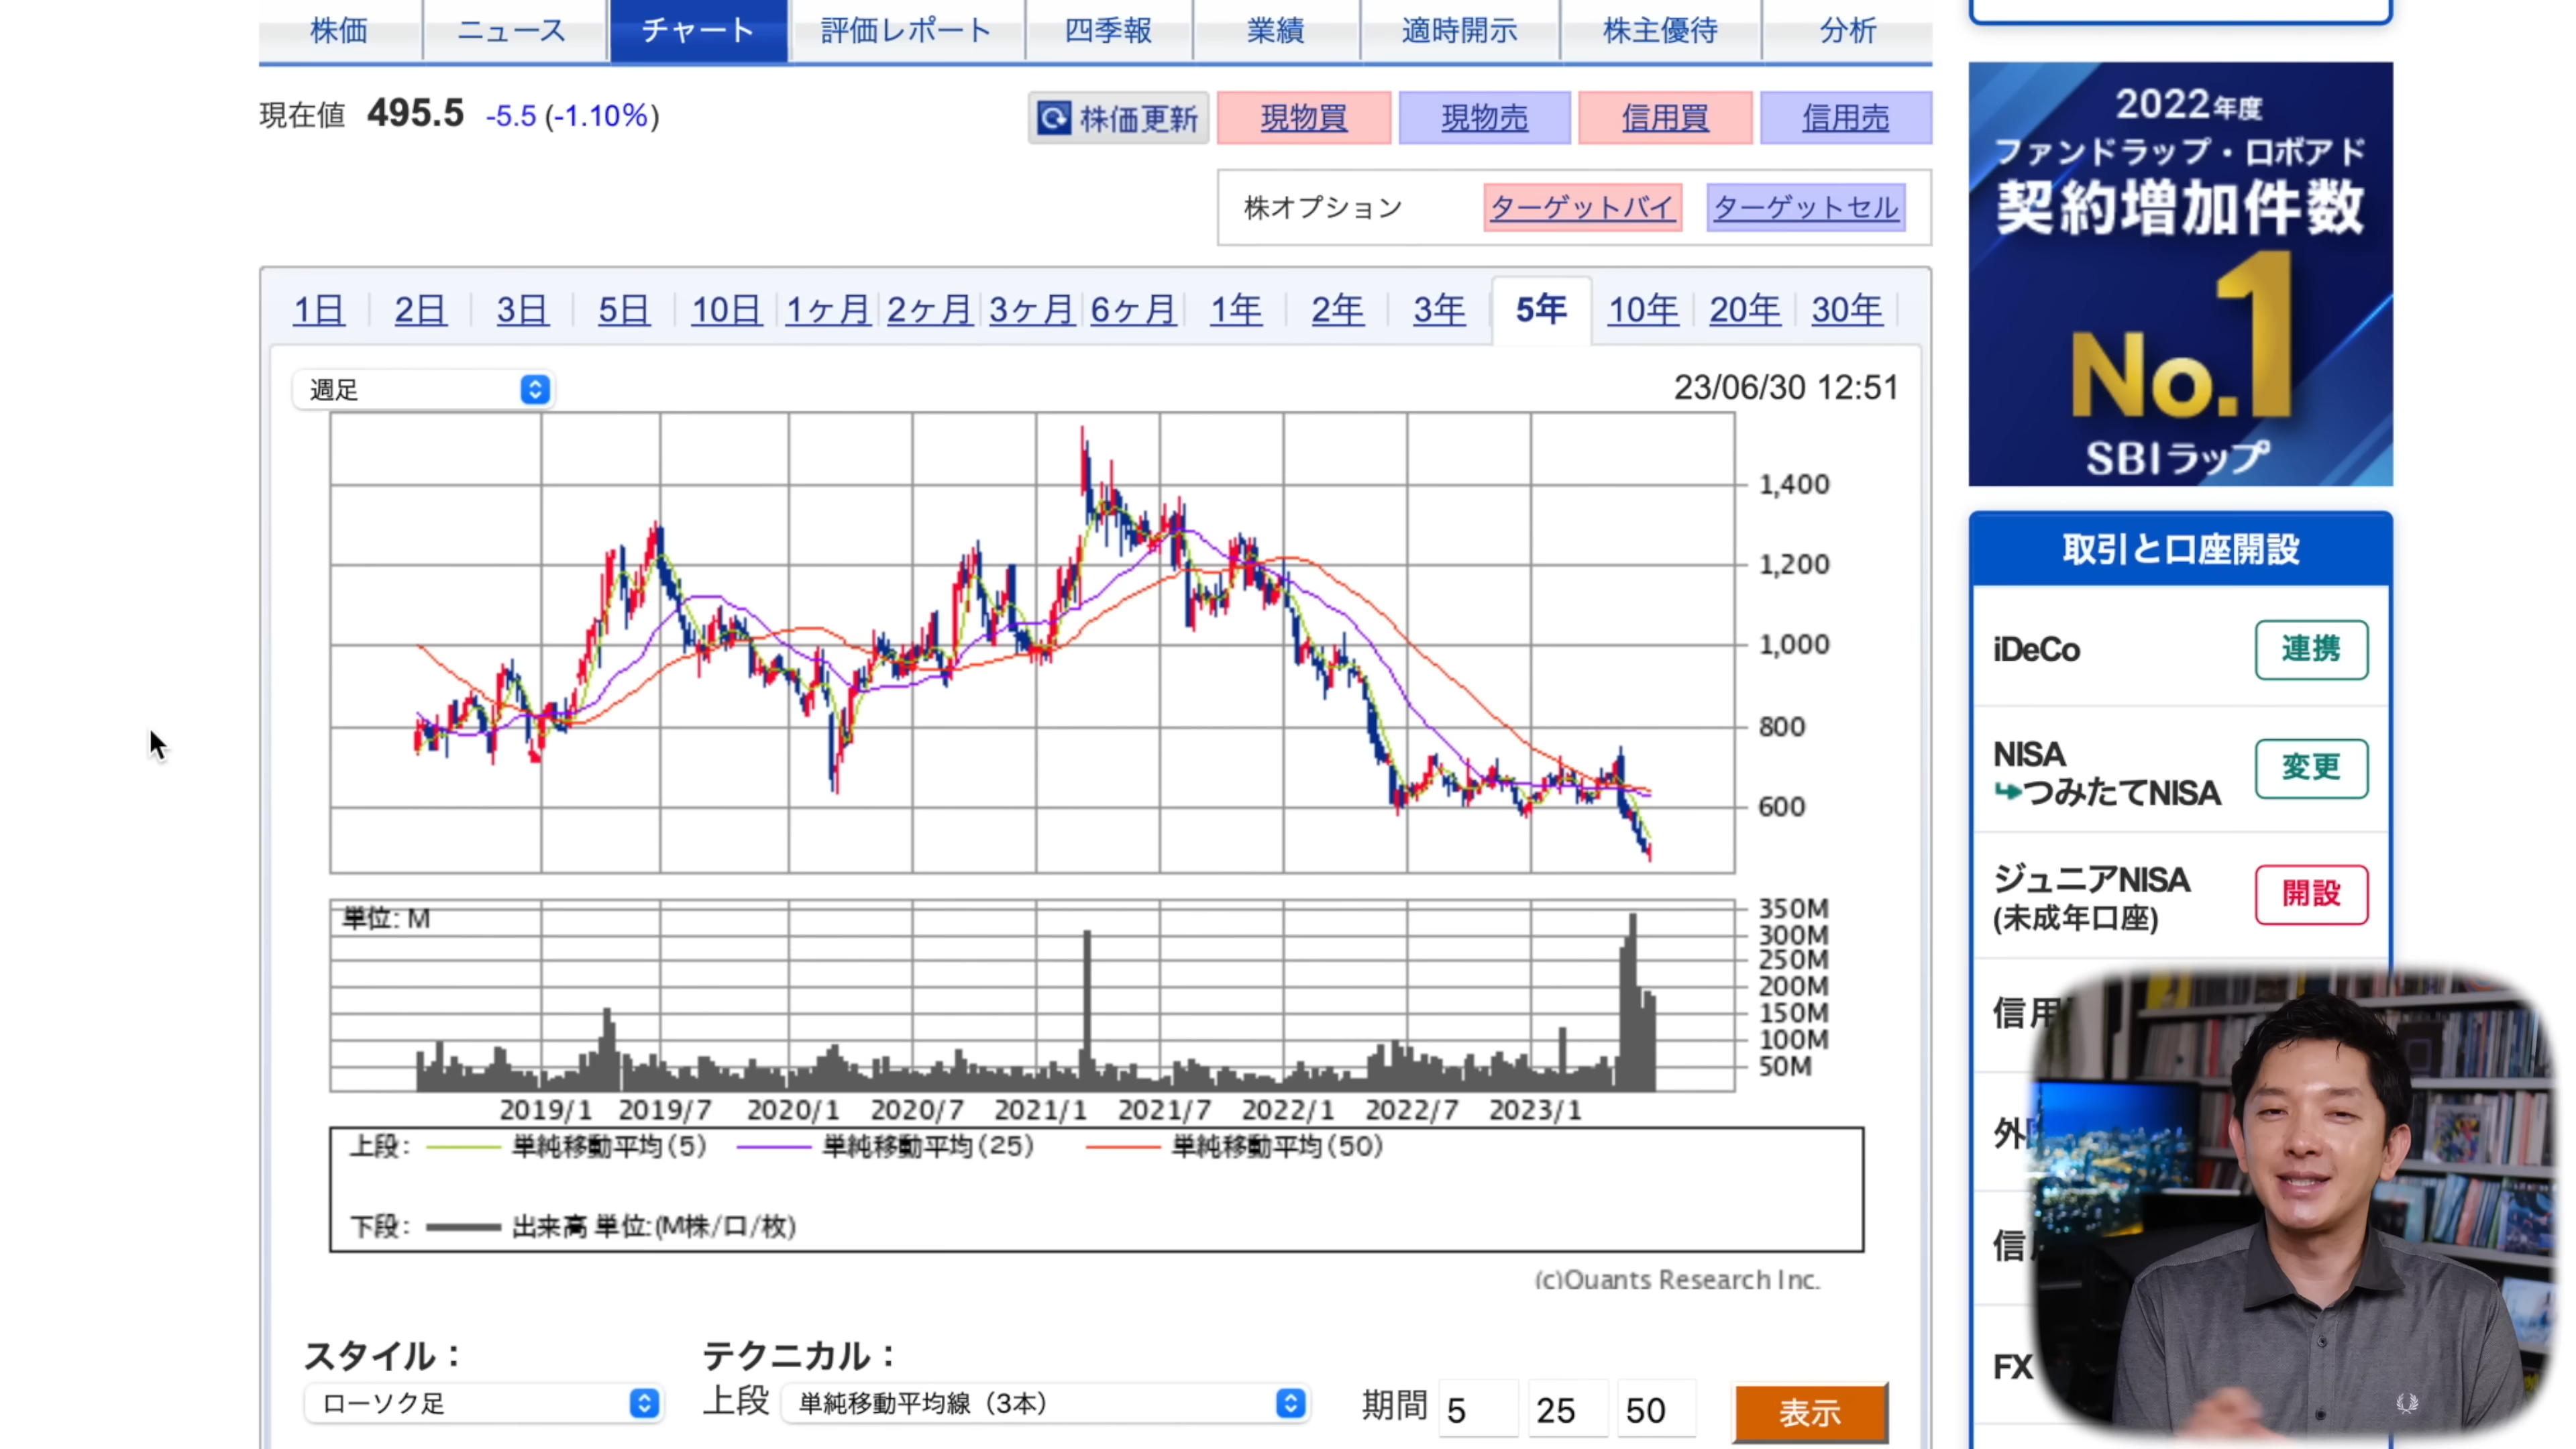 株価 ニュース チャート 評価レポート 四季報 業績 適時開示 株主優待 分析
現在値 495.5 -5.5 (-1.10%)
株価更新 現物買 現物売 信用買 信用売
株オプション ターゲットバイ ターゲットセル
1日 2日 3日 5日 10日 1ヶ月 2ヶ月 3ヶ月 6ヶ月 1年 2年 3年 5年 10年 20年 30年
週足
23/06/30 12:51
1,400
1,200
1,000
800
600
単位: M
350M
300M
250M
200M
150M
100M
50M
2019/1 2019/7 2020/1 2020/7 2021/1 2021/7 2022/1 2022/7 2023/1
上段: 単純移動平均(5) 単純移動平均(25) 単純移動平均(50)
下段: 出来高 単位:(M株/口/枚)
(c)Quants Research Inc.
スタイル： テクニカル：
ローソク足 上段 単純移動平均線（3本） 期間 5 25 50 表示
2022年度
ファンドラップ・ロボアド
契約増加件数
No.1
SBIラップ
取引と口座開設
iDeCo 連携
NISA
つみたてNISA 変更
ジュニアNISA
(未成年口座) 開設
信用
外
信
FX